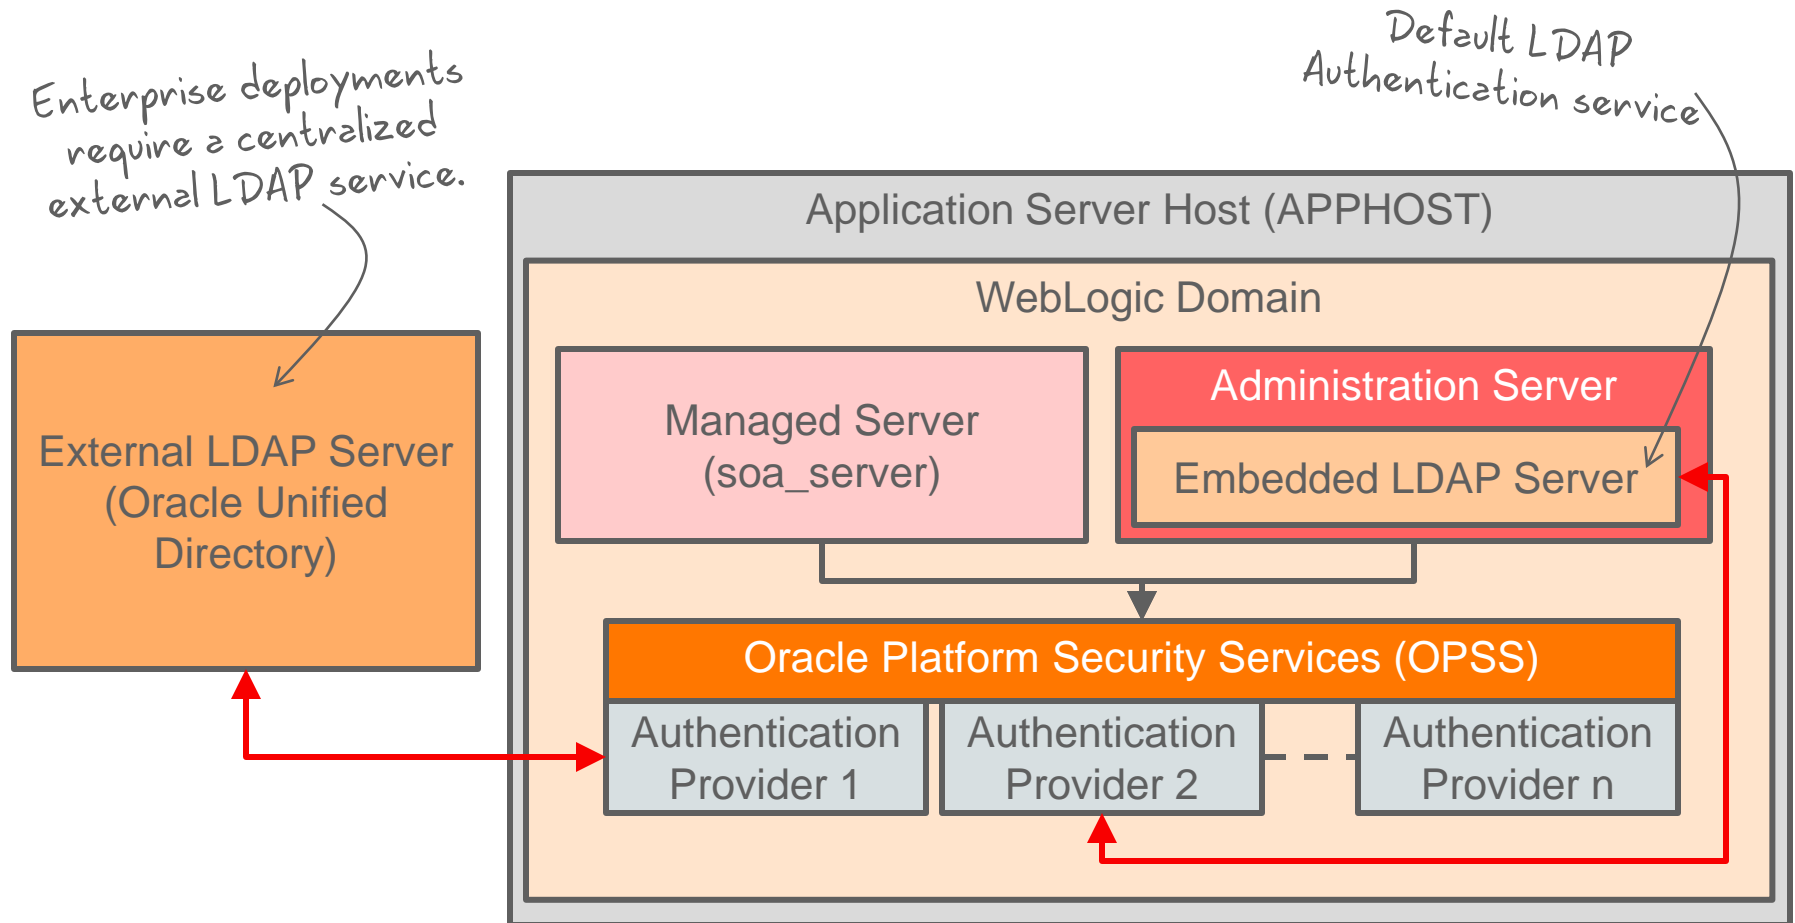 Enterprise deployments
require a centralized
external LDAP service.
Default LDAP
Authentication service
Application Server Host (APPHOST)
WebLogic Domain
Managed Server
(soa_server)
Administration Server
Embedded LDAP Server
External LDAP Server
(Oracle Unified
Directory)
Oracle Platform Security Services (OPSS)
Authentication
Provider 1
Authentication
Provider 2
Authentication
Provider n